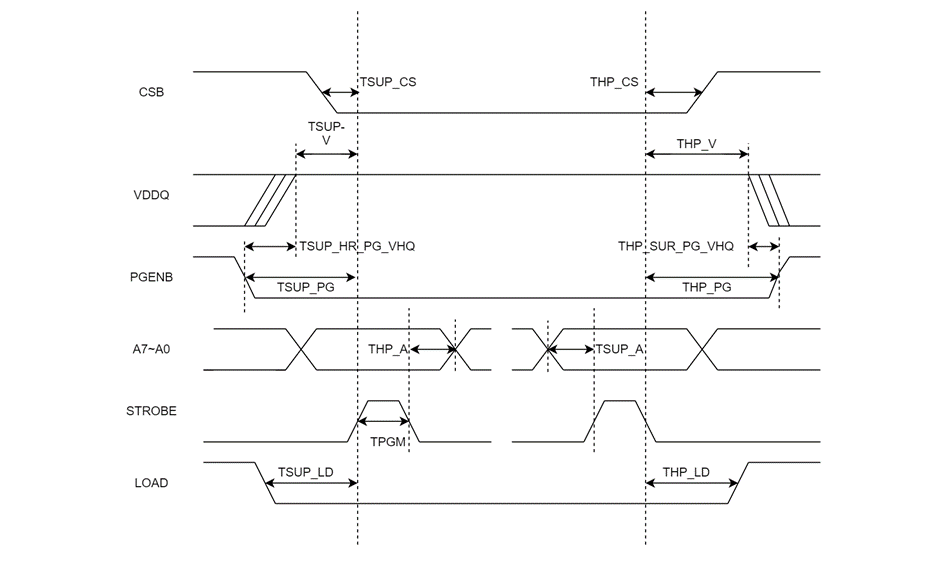 CSB
TSUP_CS
THP_CS
TSUP-
V
THP_V
VDDQ
TSUP_HR_PG_VHQ
THP_SUR_PG_VHQ
PGENB
TSUP_PG
THP_PG
A7~A0
THP_A
TSUP_A
STROBE
TPGM
LOAD
TSUP_LD
THP_LD